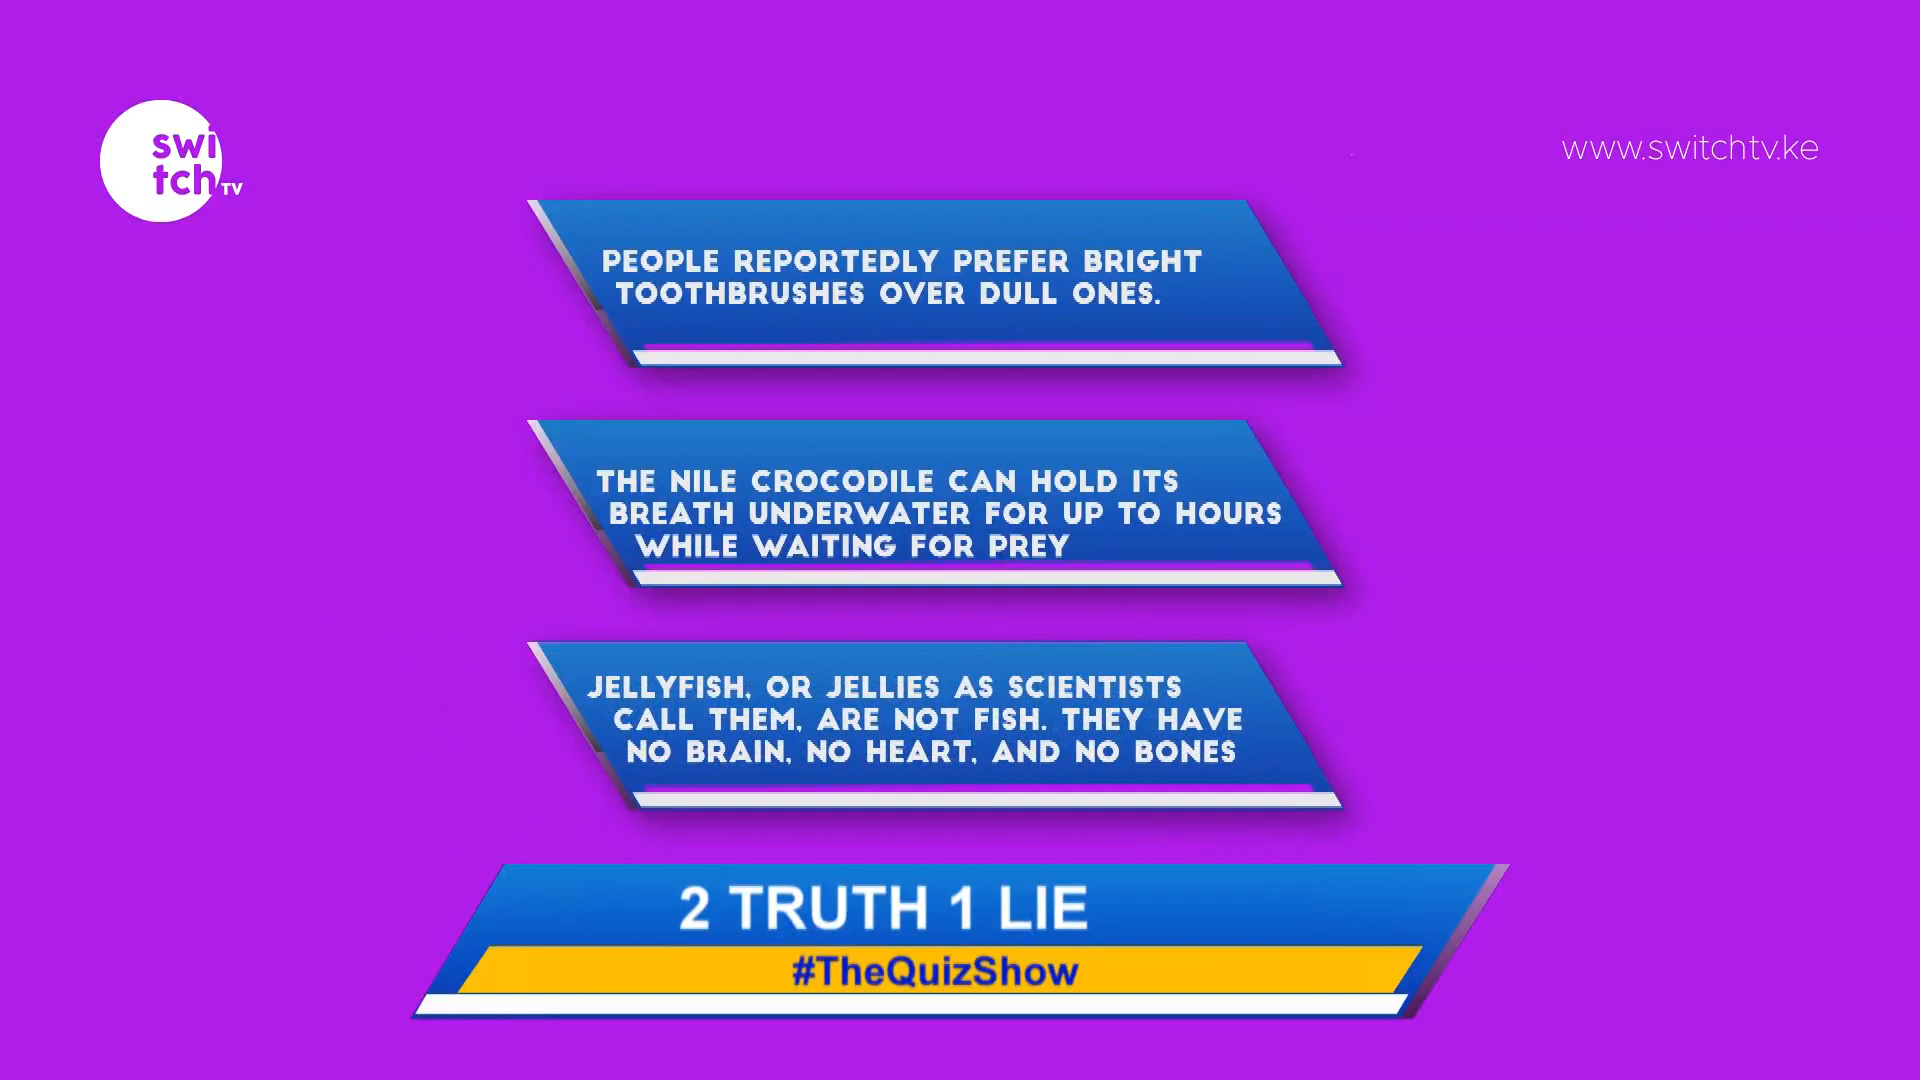 swi
tch TV
www.switchtv.ke
PEOPLE REPORTEDLY PREFER BRIGHT
TOOTHBRUSHES OVER DULL ONES.
THE NILE CROCODILE CAN HOLD ITS
BREATH UNDERWATER FOR UP TO HOURS
WHILE WAITING FOR PREY
JELLYFISH, OR JELLIES AS SCIENTISTS
CALL THEM, ARE NOT FISH. THEY HAVE
NO BRAIN, NO HEART, AND NO BONES
2 TRUTH 1 LIE
#TheQuizShow